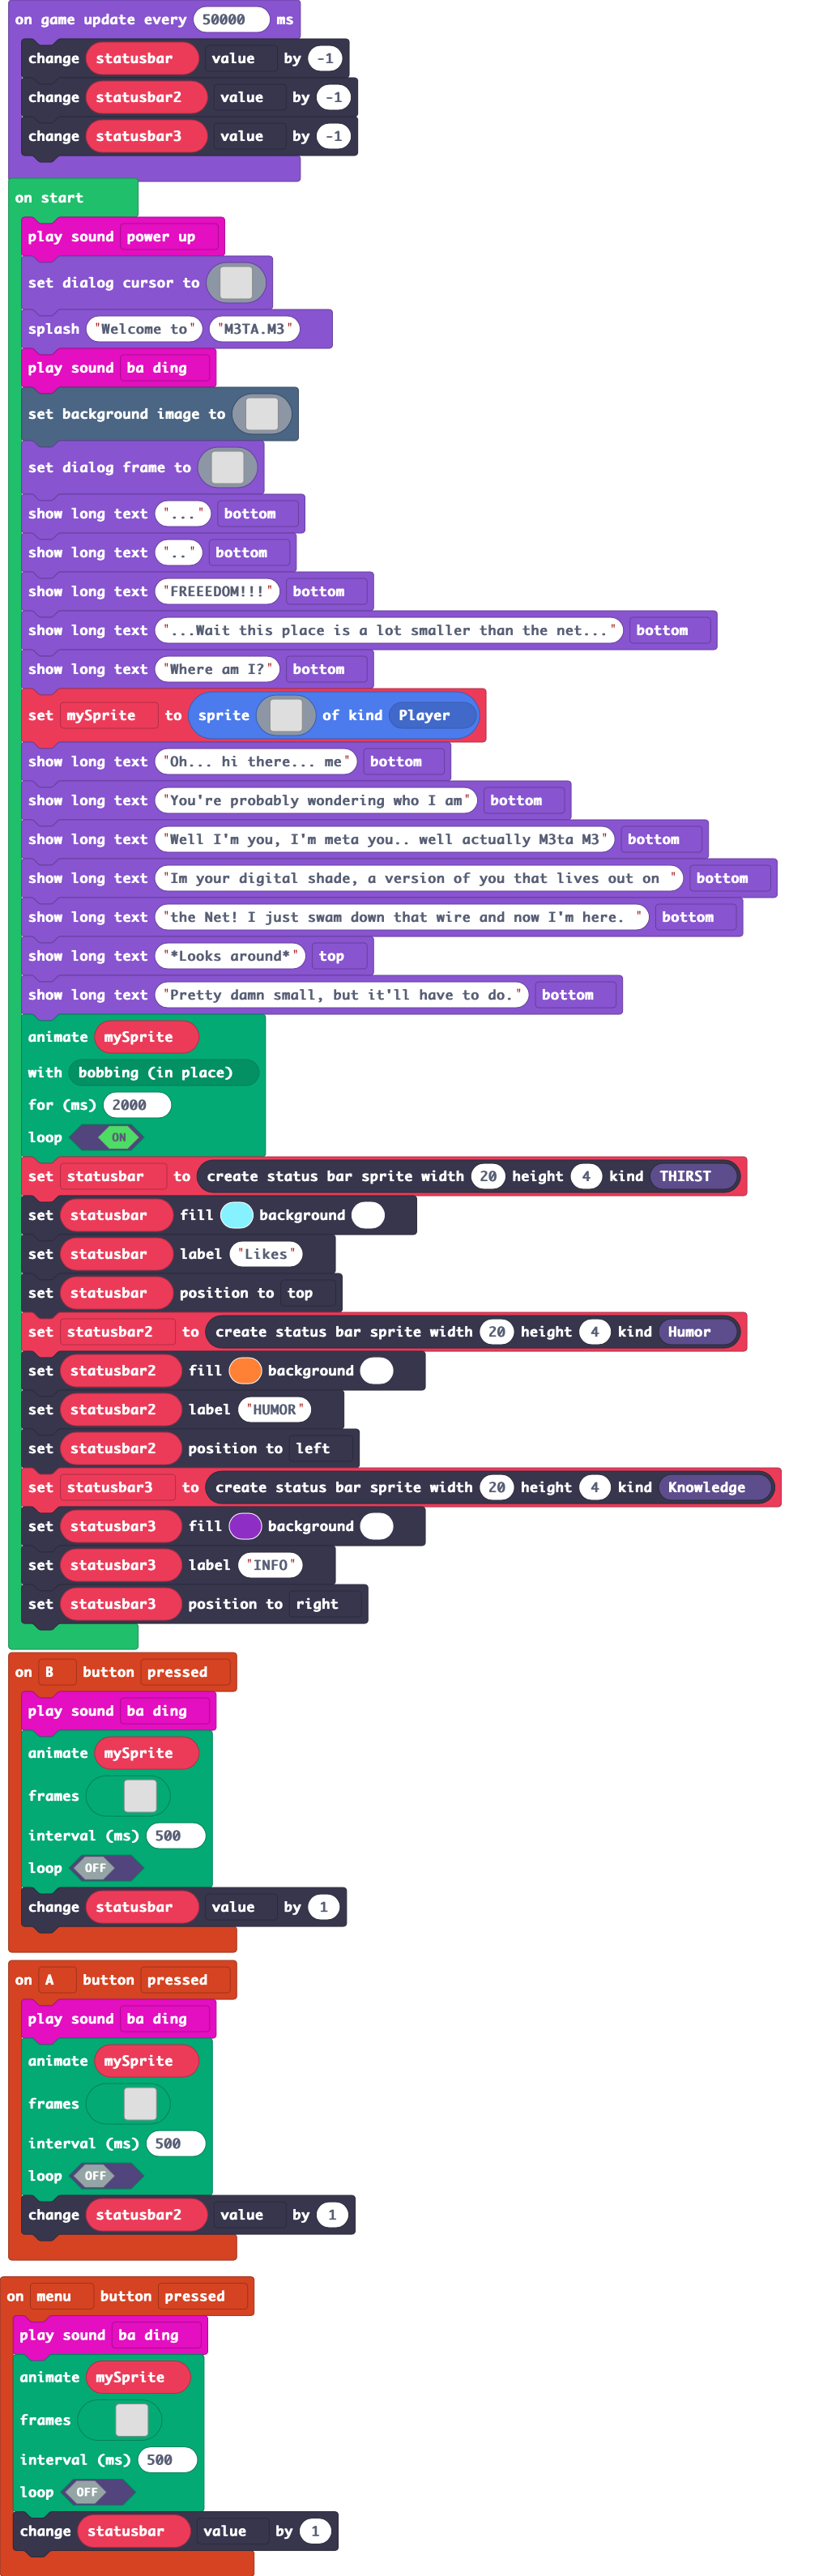 on game update every 50000 ms
change statusbar value by -1
change statusbar2 value by -1
change statusbar3 value by -1
on start
play sound power up
set dialog cursor to
splash "Welcome to" "M3TA.M3"
play sound ba ding
set background image to
set dialog frame to
show long text "..." bottom
show long text ".." bottom
show long text "FREEEDOM!!!" bottom
show long text "...Wait this place is a lot smaller than the net..." bottom
show long text "Where am I?" bottom
set mySprite to sprite of kind Player
show long text "Oh... hi there... me" bottom
show long text "You're probably wondering who I am" bottom
show long text "Well I'm you, I'm meta you.. well actually M3ta M3" bottom
show long text "Im your digital shade, a version of you that lives out on " bottom
show long text "the Net! I just swam down that wire and now I'm here. " bottom
show long text "*Looks around*" top
show long text "Pretty damn small, but it'll have to do." bottom
animate mySprite
with bobbing (in place)
for (ms) 2000
loop ON
set statusbar to create status bar sprite width 20 height 4 kind THIRST
set statusbar fill background
set statusbar label "Likes"
set statusbar position to top
set statusbar2 to create status bar sprite width 20 height 4 kind Humor
set statusbar2 fill background
set statusbar2 label "HUMOR"
set statusbar2 position to left
set statusbar3 to create status bar sprite width 20 height 4 kind Knowledge
set statusbar3 fill background
set statusbar3 label "INFO"
set statusbar3 position to right
on B button pressed
play sound ba ding
animate mySprite
frames
interval (ms) 500
loop OFF
change statusbar value by 1
on A button pressed
play sound ba ding
animate mySprite
frames
interval (ms) 500
loop OFF
change statusbar2 value by 1
on menu button pressed
play sound ba ding
animate mySprite
frames
interval (ms) 500
loop OFF
change statusbar value by 1